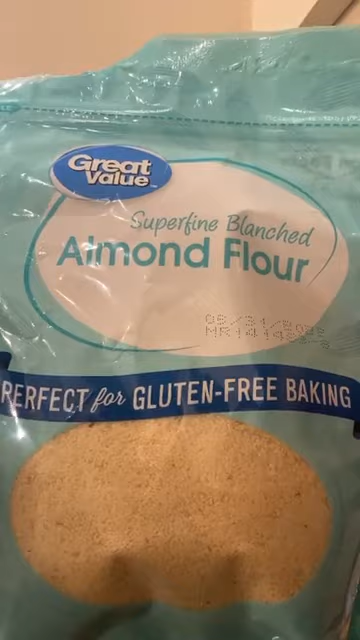 Great
Value
Superfine Blanched
Almond Flour
PERFECT for GLUTEN-FREE BAKING